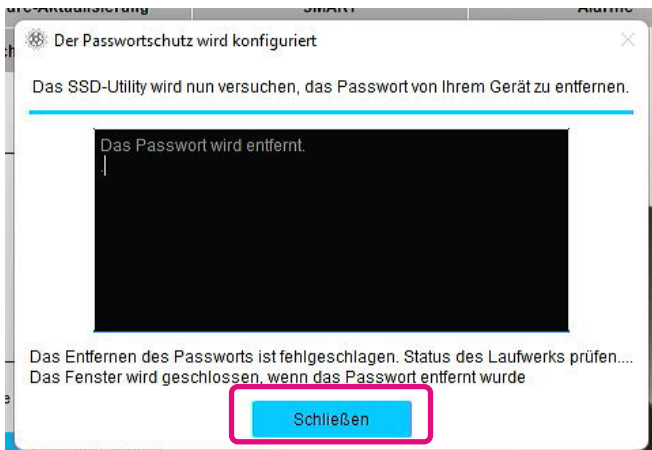 SMART
Alarme
Der Passwortschutz wird konfiguriert
Das SSD-Utility wird nun versuchen, das Passwort von Ihrem Gerät zu entfernen.
Das Passwort wird entfernt.
.
Das Entfernen des Passworts ist fehlgeschlagen. Status des Laufwerks prüfen....
Das Fenster wird geschlossen, wenn das Passwort entfernt wurde
Schließen